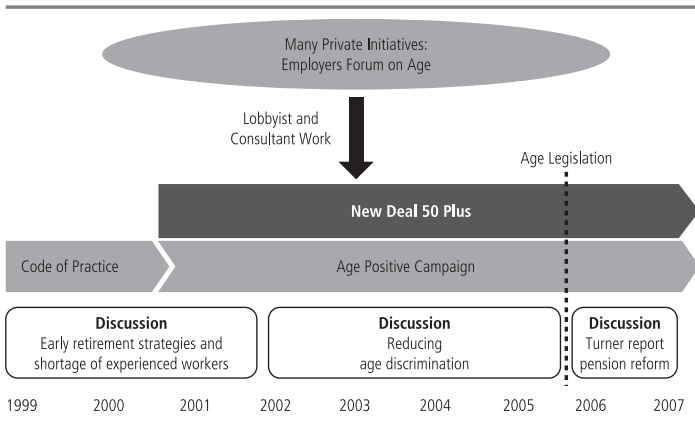 Many Private Initiatives:
Employers Forum on Age
Lobbyist and
Consultant Work
Age Legislation
New Deal 50 Plus
Code of Practice
Age Positive Campaign
Discussion
Early retirement strategies and
shortage of experienced workers
Discussion
Reducing
age discrimination
Discussion
Turner report
pension reform
1999 2000 2001 2002 2003 2004 2005 2006 2007